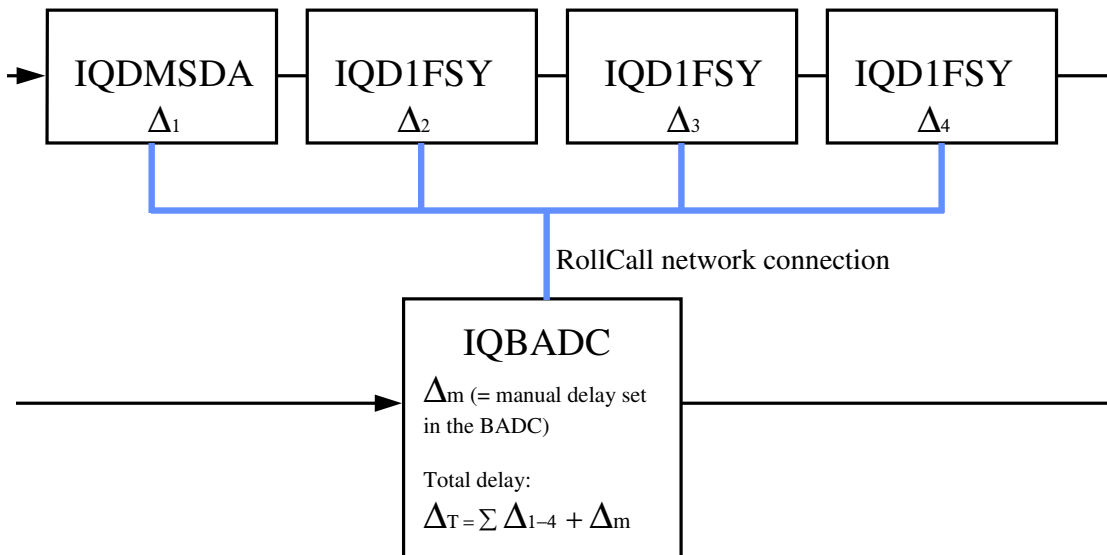 IQDMSDA
Δ1
IQD1FSY
Δ2
IQD1FSY
Δ3
IQD1FSY
Δ4
RollCall network connection
IQBADC
Δm (= manual delay set
in the BADC)
Total delay:
ΔT = ∑ Δ1–4 + Δm